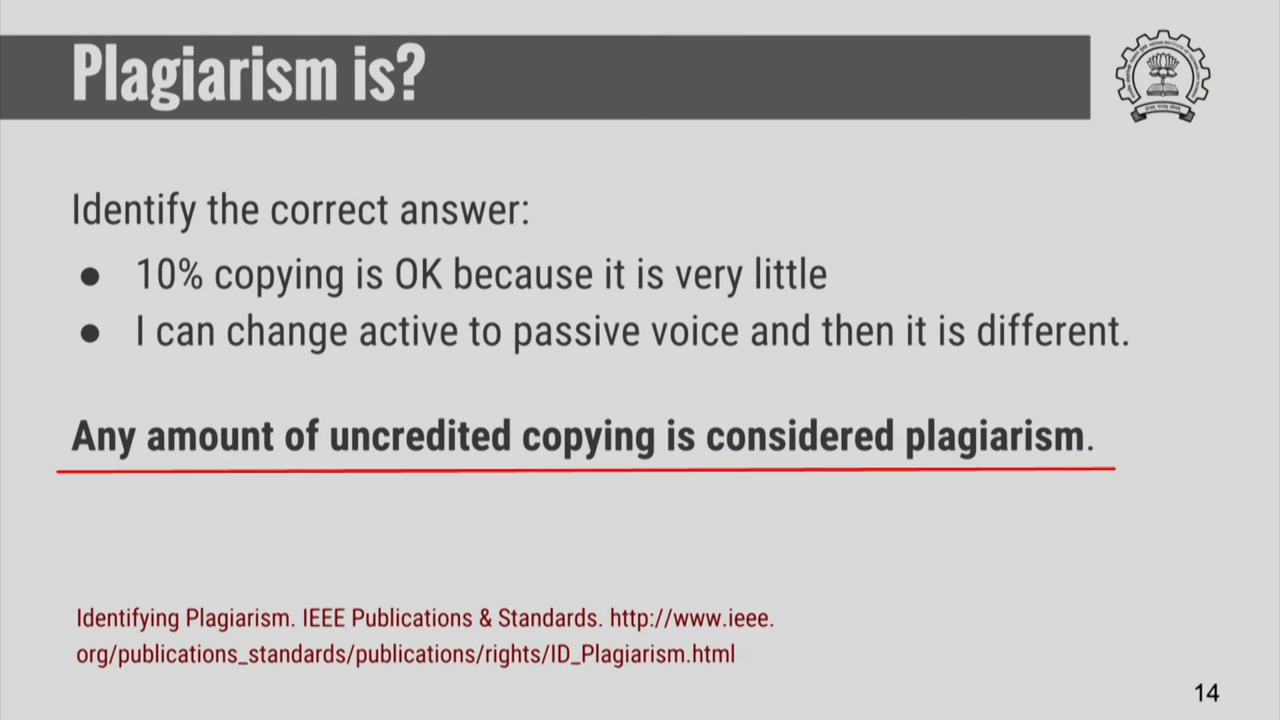 Plagiarism is?
Identify the correct answer:
● 10% copying is OK because it is very little
● I can change active to passive voice and then it is different.
Any amount of uncredited copying is considered plagiarism.
Identifying Plagiarism. IEEE Publications & Standards. http://www.ieee.
org/publications_standards/publications/rights/ID_Plagiarism.html
14